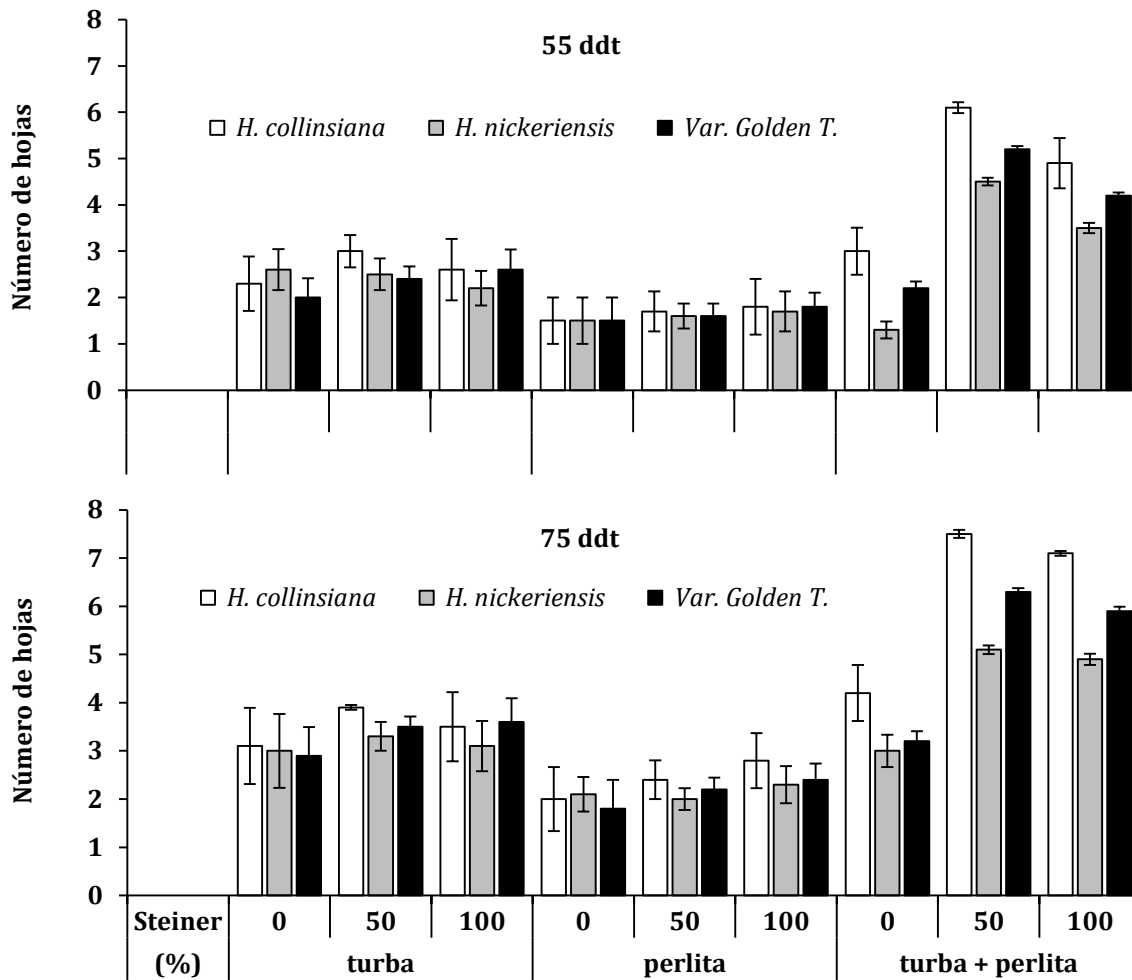 8
55 ddt
7
6
H. collinsiana H. nickeriensis Var. Golden T.
5
4
3
2
1
0
Número de hojas
8
75 ddt
7
6
H. collinsiana H. nickeriensis Var. Golden T.
5
4
3
2
1
0
Número de hojas
Steiner 0 50 100 0 50 100 0 50 100
(%) turba perlita turba + perlita